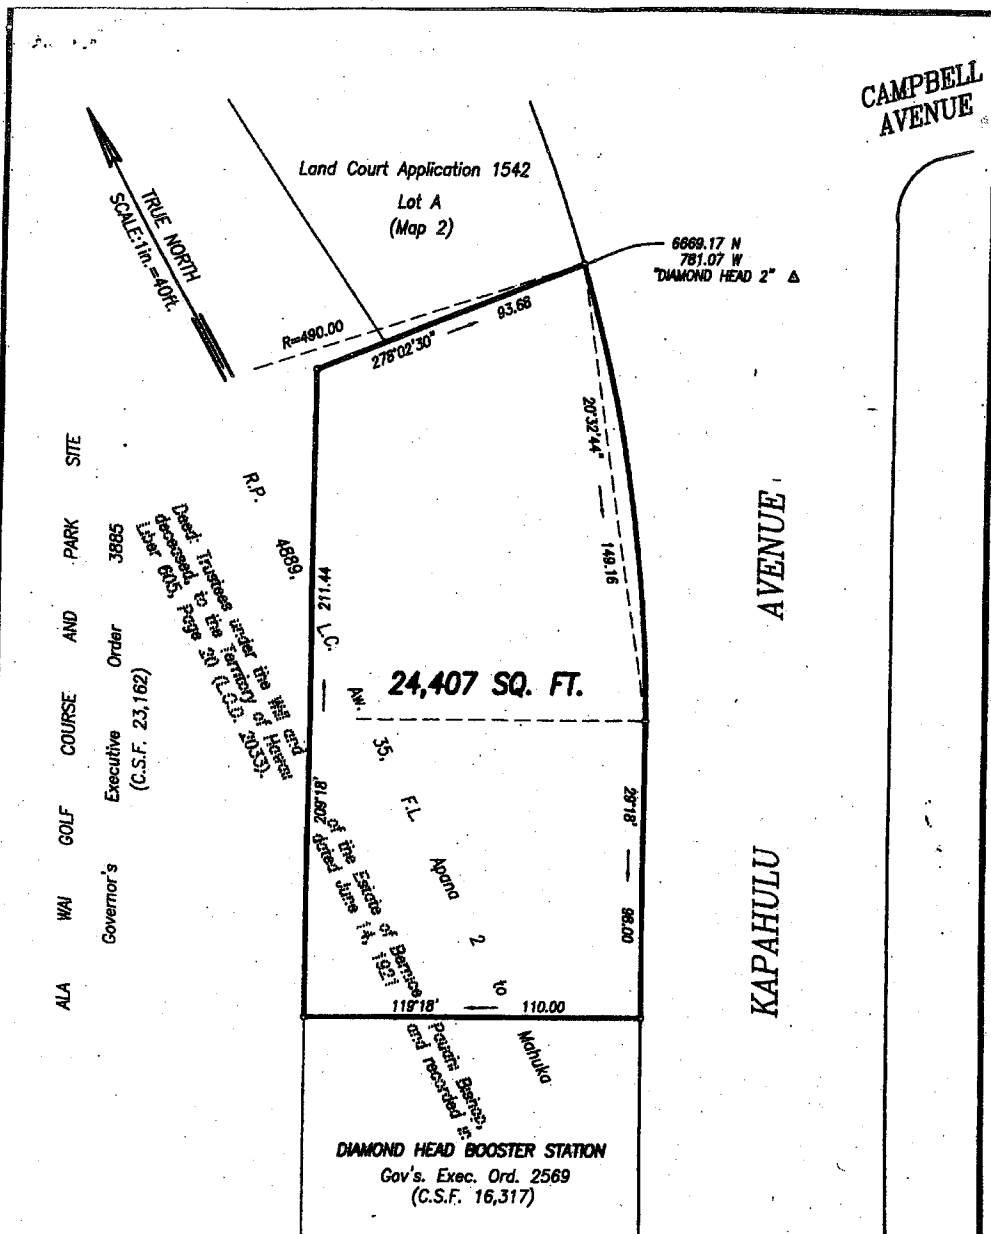 CAMPBELL
AVENUE
Land Court Application 1542
Lot A
(Map 2)
TRUE NORTH
SCALE:1in.=40ft.
6669.17 N
781.07 W
"DIAMOND HEAD 2" Δ
R=490.00
278°02'30"
93.68
20°32'44"
149.16
R.P.
4889,
L.C.
Aw.
35,
F.L.
Apana
2
to
Mahuka
211.44
209°18'
ALA WAI GOLF COURSE AND PARK SITE
Governor's Executive Order 3885
(C.S.F. 23,162)
Deed: Trustees under the Will and
deceased, to the Territory of Hawaii
Liber 605, Page 20 (L.O.D. 2033).
of the Estate of Bernice Pauahi Bishop,
dated June 14, 1921 and recorded in
24,407 SQ. FT.
29°18'
98.00
119°18'
110.00
KAPAHULU AVENUE
DIAMOND HEAD BOOSTER STATION
Gov's. Exec. Ord. 2569
(C.S.F. 16,317)